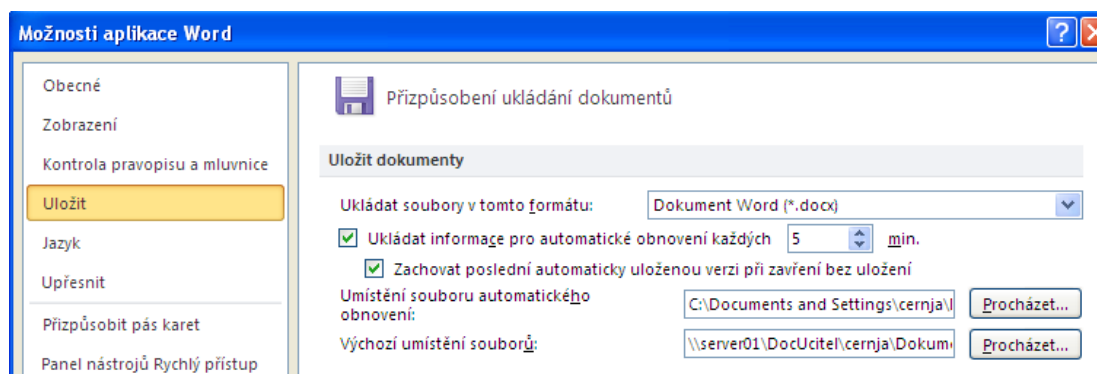 Možnosti aplikace Word
Obecné
Zobrazení
Kontrola pravopisu a mluvnice
Uložit
Jazyk
Upřesnit
Přizpůsobit pás karet
Panel nástrojů Rychlý přístup
Přizpůsobení ukládání dokumentů
Uložit dokumenty
Ukládat soubory v tomto formátu: Dokument Word (*.docx)
Ukládat informace pro automatické obnovení každých 5 min.
Zachovat poslední automaticky uloženou verzi při zavření bez uložení
Umístění souboru automatického
obnovení: C:\Documents and Settings\cernja\ Procházet...
Výchozí umístění souborů: \\server01\DocUcitel\cernja\Dokum Procházet...